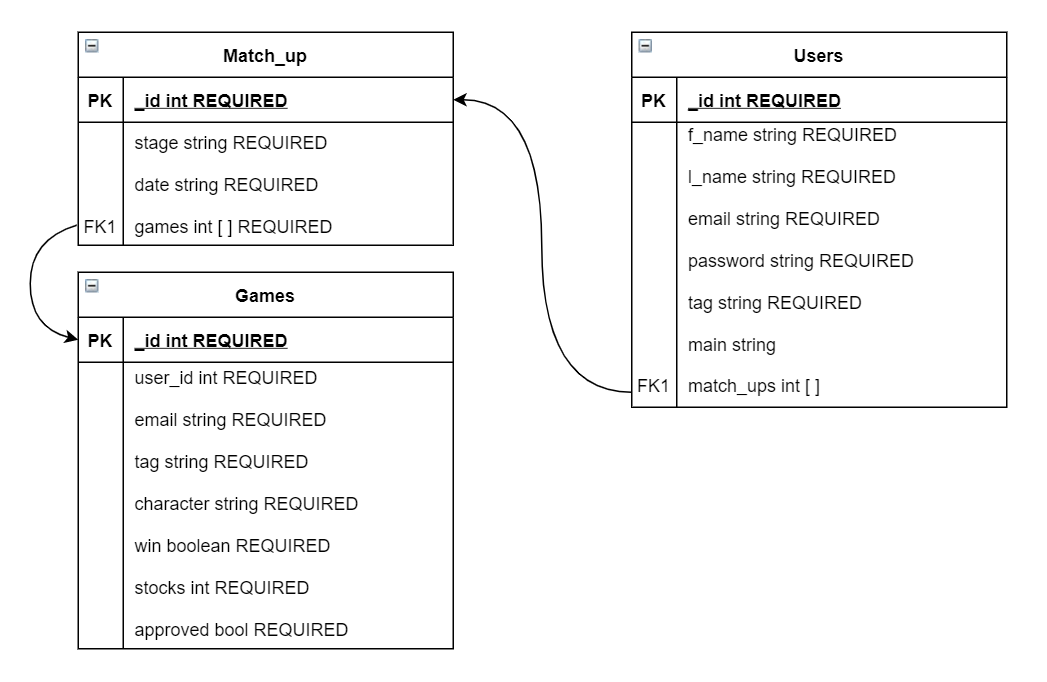 Match_up
PK _id int REQUIRED
stage string REQUIRED
date string REQUIRED
FK1 games int [ ] REQUIRED
Games
PK _id int REQUIRED
user_id int REQUIRED
email string REQUIRED
tag string REQUIRED
character string REQUIRED
win boolean REQUIRED
stocks int REQUIRED
approved bool REQUIRED
Users
PK _id int REQUIRED
f_name string REQUIRED
l_name string REQUIRED
email string REQUIRED
password string REQUIRED
tag string REQUIRED
main string
FK1 match_ups int [ ]